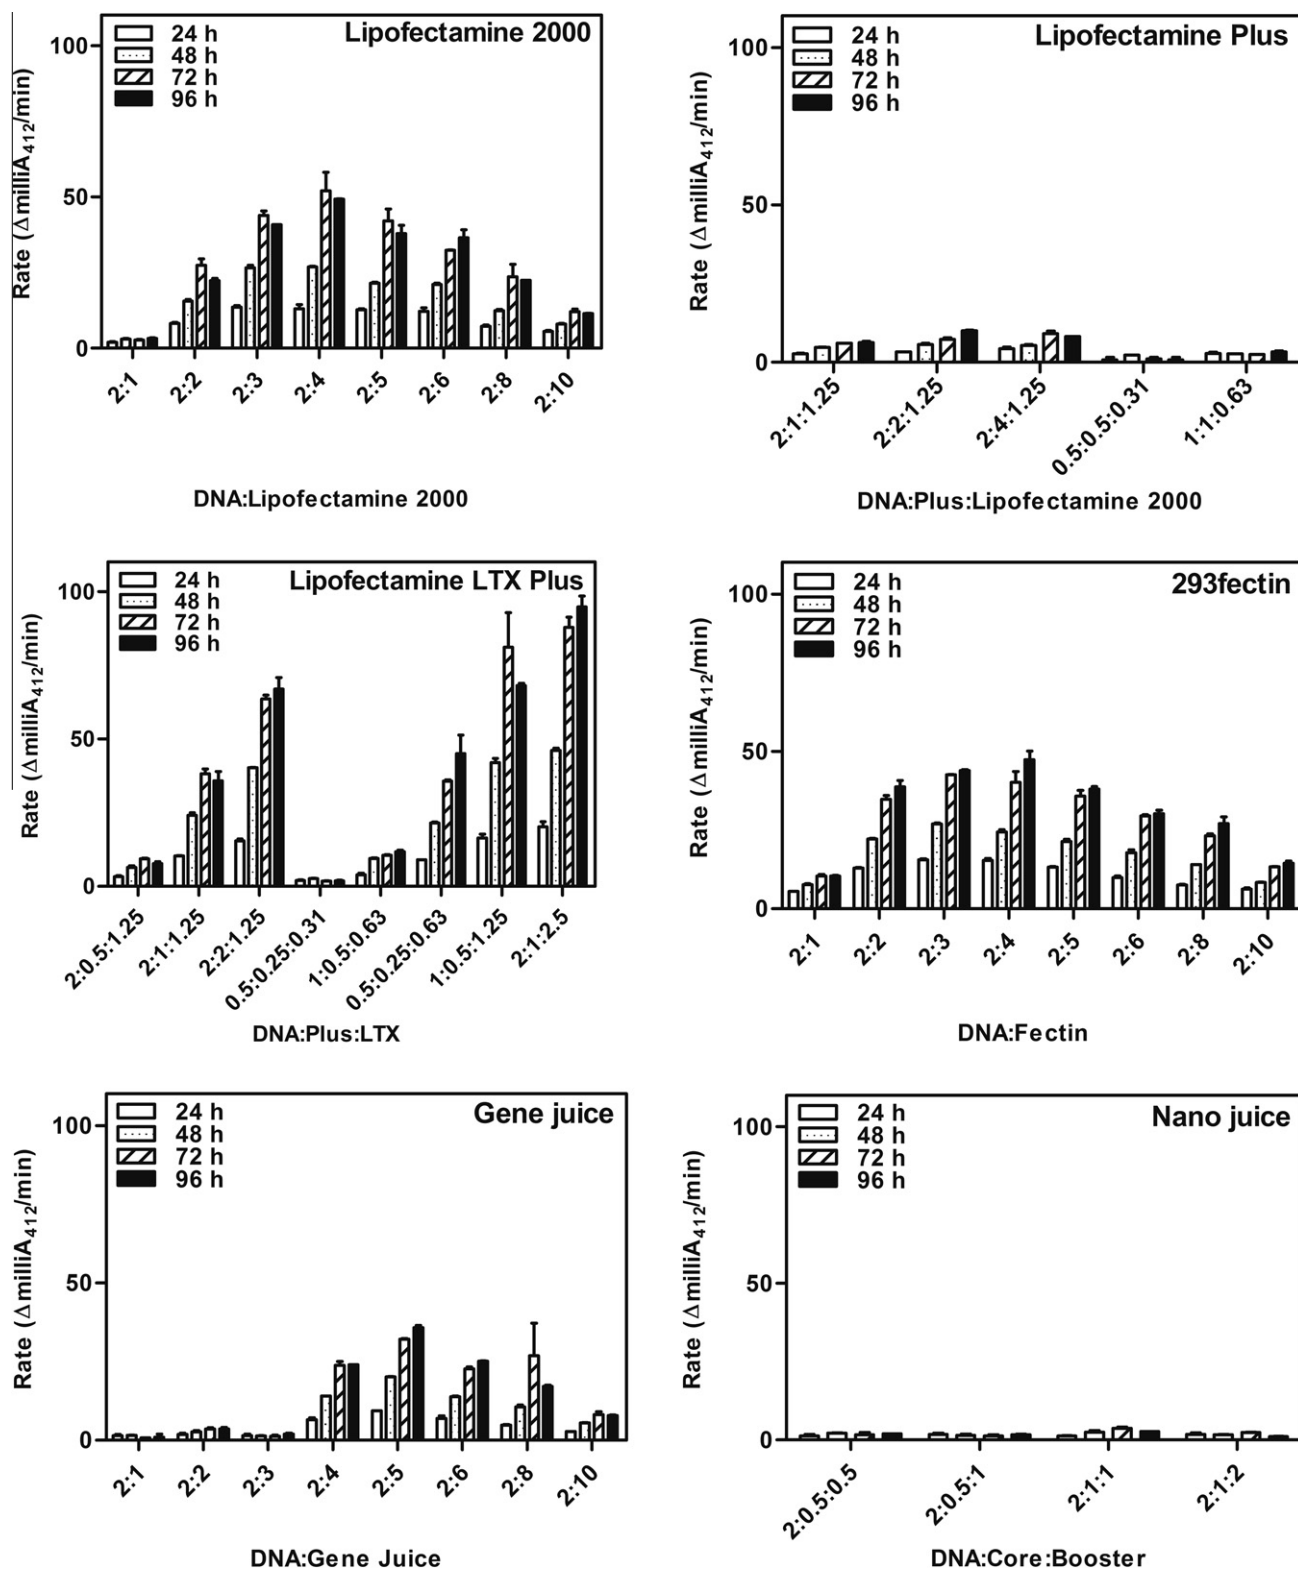 Lipofectamine 2000
24 h
48 h
72 h
96 h
Rate (ΔmilliA412/min)
100
50
0
2:1
2:2
2:3
2:4
2:5
2:6
2:8
2:10
DNA:Lipofectamine 2000
Lipofectamine Plus
24 h
48 h
72 h
96 h
Rate (ΔmilliA412/min)
100
50
0
2:1:1.25
2:2:1.25
2:4:1.25
0.5:0.5:0.31
1:1:0.63
DNA:Plus:Lipofectamine 2000
Lipofectamine LTX Plus
24 h
48 h
72 h
96 h
Rate (ΔmilliA412/min)
100
50
0
2:0.5:1.25
2:1:1.25
2:2:1.25
0.5:0.25:0.31
1:0.5:0.63
0.5:0.25:0.63
1:0.5:1.25
2:1:2.5
DNA:Plus:LTX
293fectin
24 h
48 h
72 h
96 h
Rate (ΔmilliA412/min)
100
50
0
2:1
2:2
2:3
2:4
2:5
2:6
2:8
2:10
DNA:Fectin
Gene juice
24 h
48 h
72 h
96 h
Rate (ΔmilliA412/min)
100
50
0
2:1
2:2
2:3
2:4
2:5
2:6
2:8
2:10
DNA:Gene Juice
Nano juice
24 h
48 h
72 h
96 h
Rate (ΔmilliA412/min)
100
50
0
2:0.5:0.5
2:0.5:1
2:1:1
2:1:2
DNA:Core:Booster